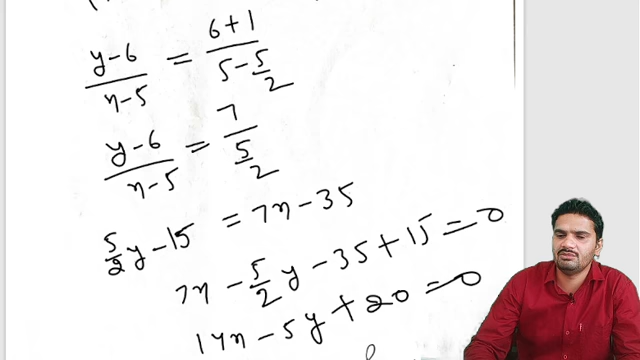 y-6/x-5 = 6+1/5-5/2
y-6/x-5 = 7/5/2
5/2 y-15 = 7x-35
7x - 5/2 y - 35 + 15 = 0
14x - 5y + 20 = 0